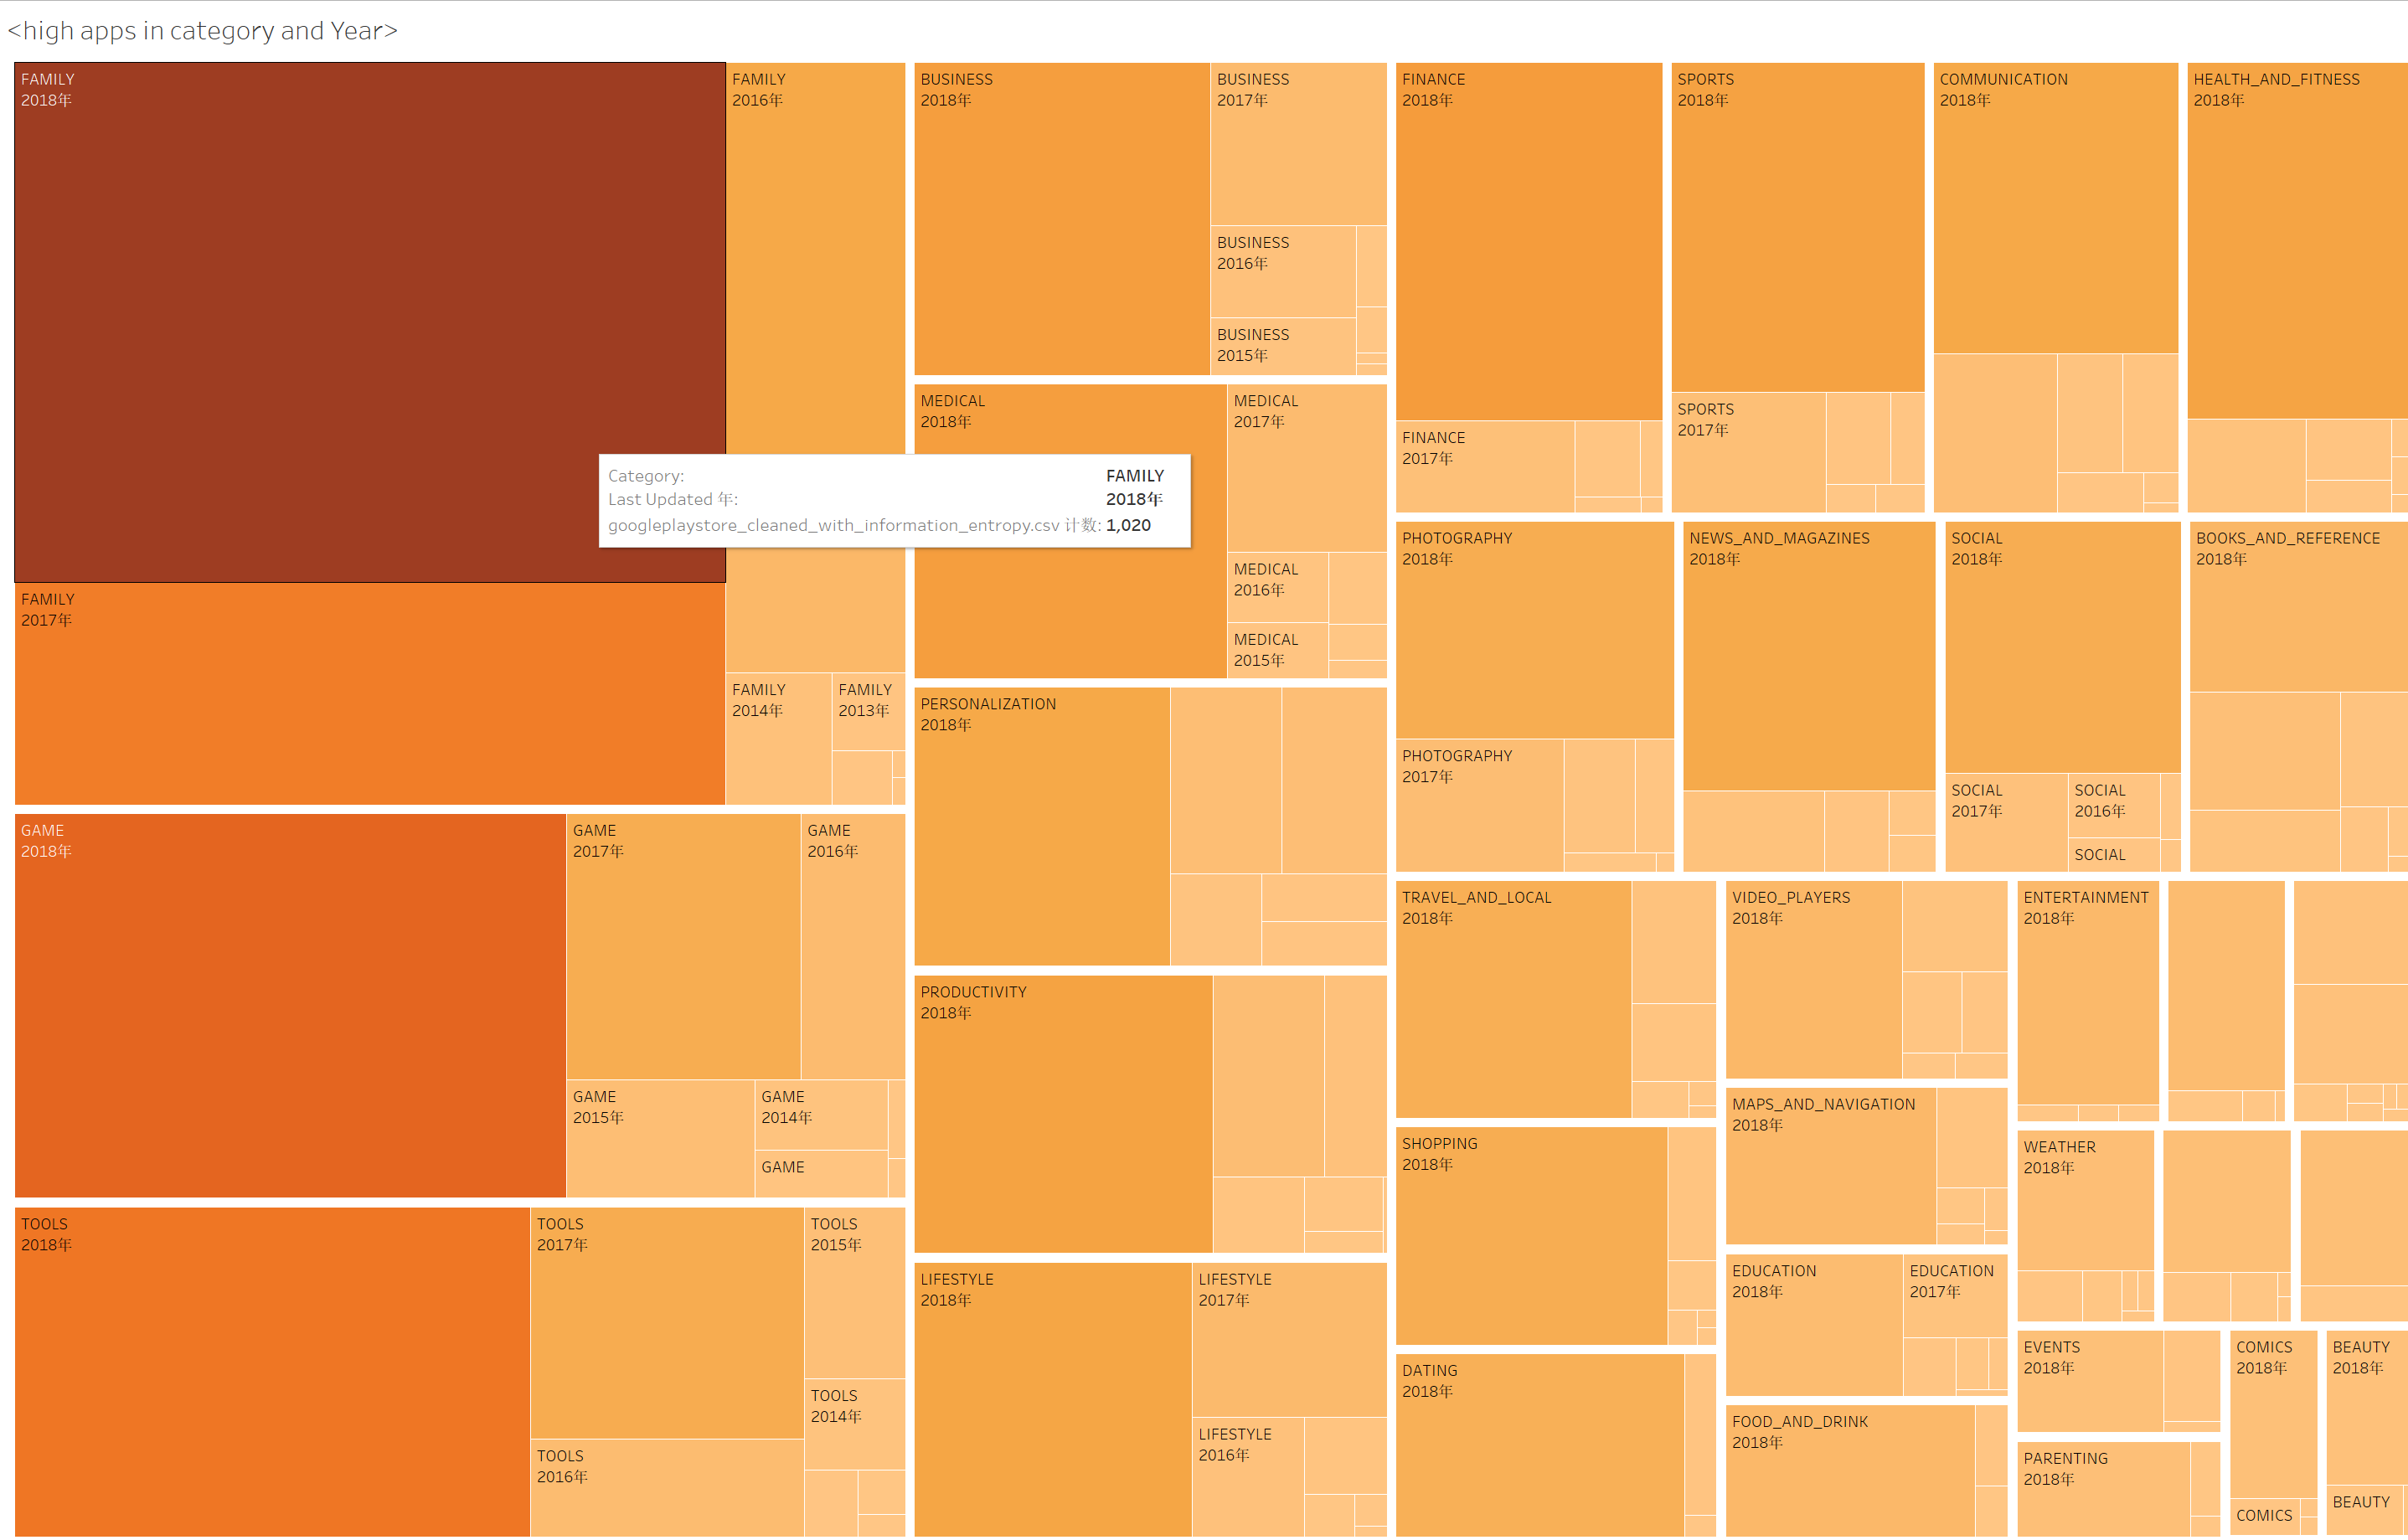 <high apps in category and Year>
FAMILY
2018年
FAMILY
2016年
FAMILY
2017年
FAMILY
2014年
FAMILY
2013年
GAME
2018年
GAME
2017年
GAME
2016年
GAME
2015年
GAME
2014年
GAME
TOOLS
2018年
TOOLS
2017年
TOOLS
2015年
TOOLS
2014年
TOOLS
2016年
BUSINESS
2018年
BUSINESS
2017年
BUSINESS
2016年
BUSINESS
2015年
MEDICAL
2018年
MEDICAL
2017年
Category: FAMILY
Last Updated 年: 2018年
googleplaystore_cleaned_with_information_entropy.csv 计数: 1,020
MEDICAL
2016年
MEDICAL
2015年
PERSONALIZATION
2018年
PRODUCTIVITY
2018年
LIFESTYLE
2018年
LIFESTYLE
2017年
LIFESTYLE
2016年
FINANCE
2018年
FINANCE
2017年
SPORTS
2018年
SPORTS
2017年
COMMUNICATION
2018年
HEALTH_AND_FITNESS
2018年
PHOTOGRAPHY
2018年
PHOTOGRAPHY
2017年
NEWS_AND_MAGAZINES
2018年
SOCIAL
2018年
SOCIAL
2017年
SOCIAL
2016年
SOCIAL
BOOKS_AND_REFERENCE
2018年
TRAVEL_AND_LOCAL
2018年
SHOPPING
2018年
DATING
2018年
VIDEO_PLAYERS
2018年
MAPS_AND_NAVIGATION
2018年
EDUCATION
2018年
EDUCATION
2017年
FOOD_AND_DRINK
2018年
ENTERTAINMENT
2018年
WEATHER
2018年
EVENTS
2018年
PARENTING
2018年
COMICS
2018年
COMICS
BEAUTY
2018年
BEAUTY